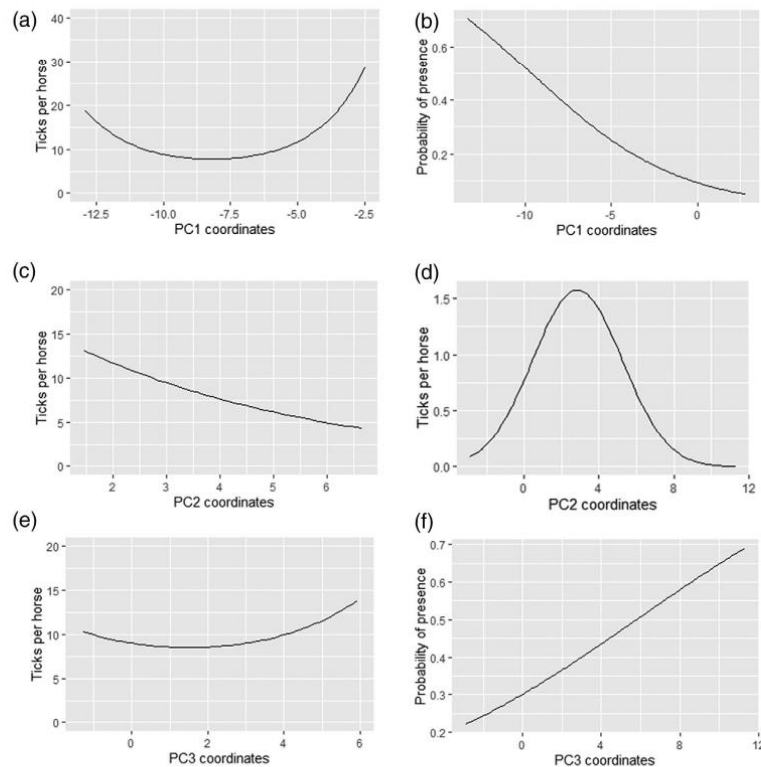 (a)
40
30
20
10
0
Ticks per horse
-12.5 -10.0 -7.5 -5.0 -2.5
PC1 coordinates
(b)
0.6
0.4
0.2
Probability of presence
-10 -5 0
PC1 coordinates
(c)
20
15
10
5
0
Ticks per horse
2 3 4 5 6
PC2 coordinates
(d)
1.5
1.0
0.5
0.0
Ticks per horse
0 4 8 12
PC2 coordinates
(e)
20
15
10
5
0
Ticks per horse
0 2 4 6
PC3 coordinates
(f)
0.7
0.6
0.5
0.4
0.3
0.2
Probability of presence
0 4 8 12
PC3 coordinates